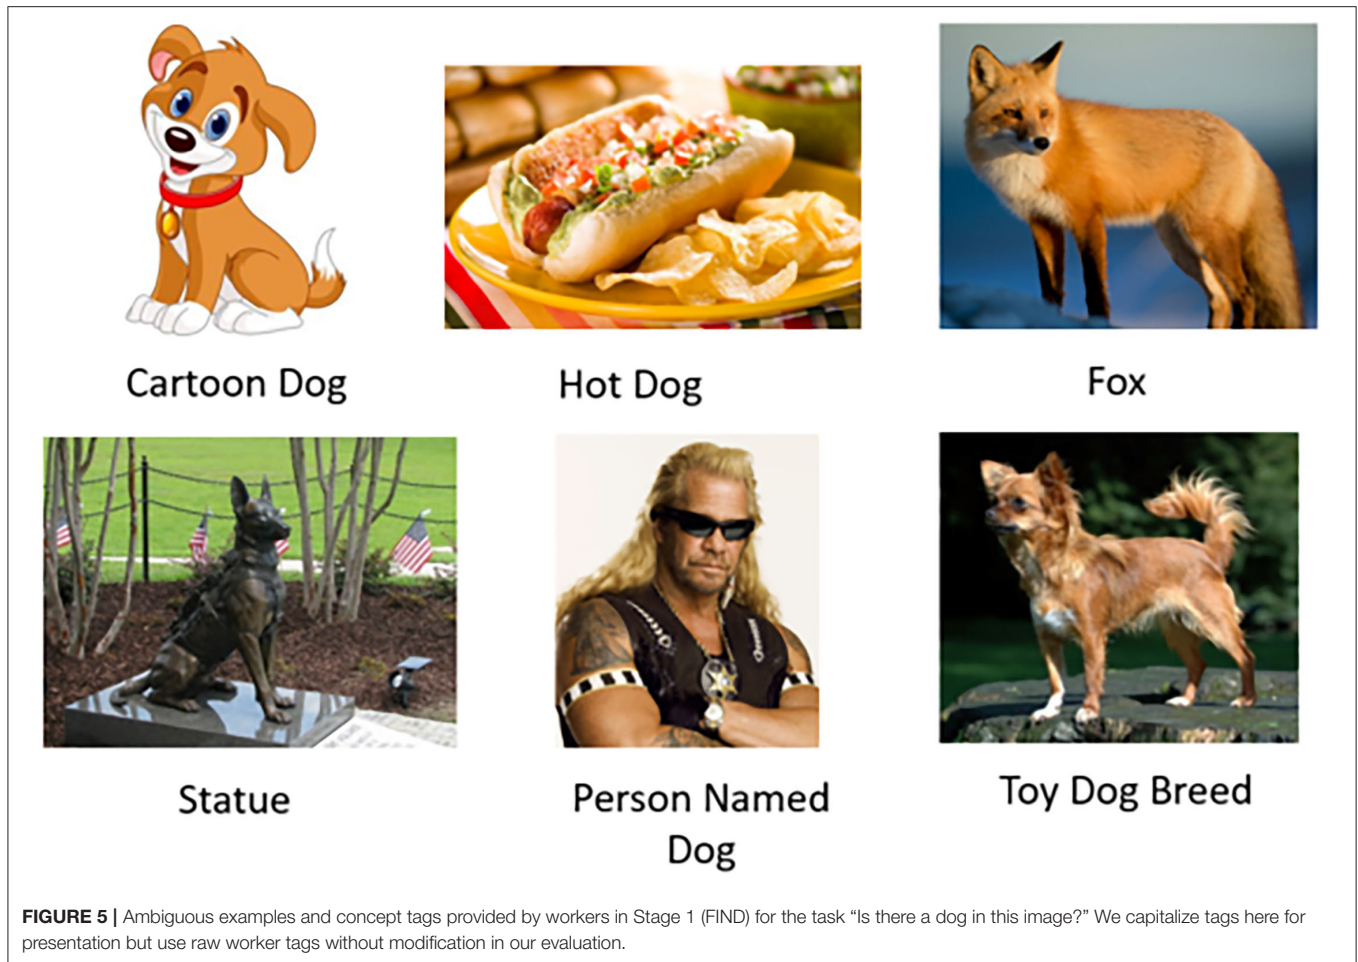 Cartoon Dog
Hot Dog
Fox
Statue
Person Named
Dog
Toy Dog Breed
FIGURE 5 | Ambiguous examples and concept tags provided by workers in Stage 1 (FIND) for the task “Is there a dog in this image?” We capitalize tags here for
presentation but use raw worker tags without modification in our evaluation.